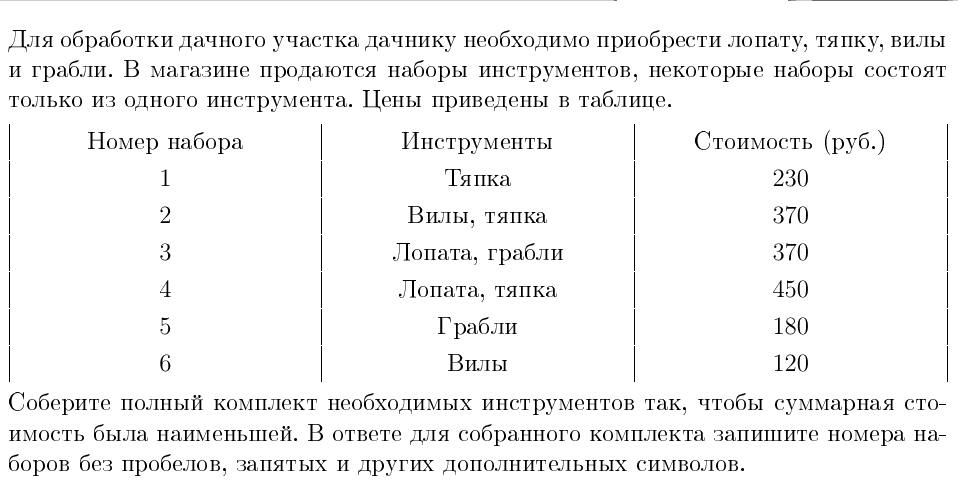 Для обработки дачного участка дачнику необходимо приобрести лопату, тяпку, вилы
и грабли. В магазине продаются наборы инструментов, некоторые наборы состоят
только из одного инструмента. Цены приведены в таблице.
Номер набора Инструменты Стоимость (руб.)
1 Тяпка 230
2 Вилы, тяпка 370
3 Лопата, грабли 370
4 Лопата, тяпка 450
5 Грабли 180
6 Вилы 120
Соберите полный комплект необходимых инструментов так, чтобы суммарная сто-
имость была наименьшей. В ответе для собранного комплекта запишите номера на-
боров без пробелов, запятых и других дополнительных символов.